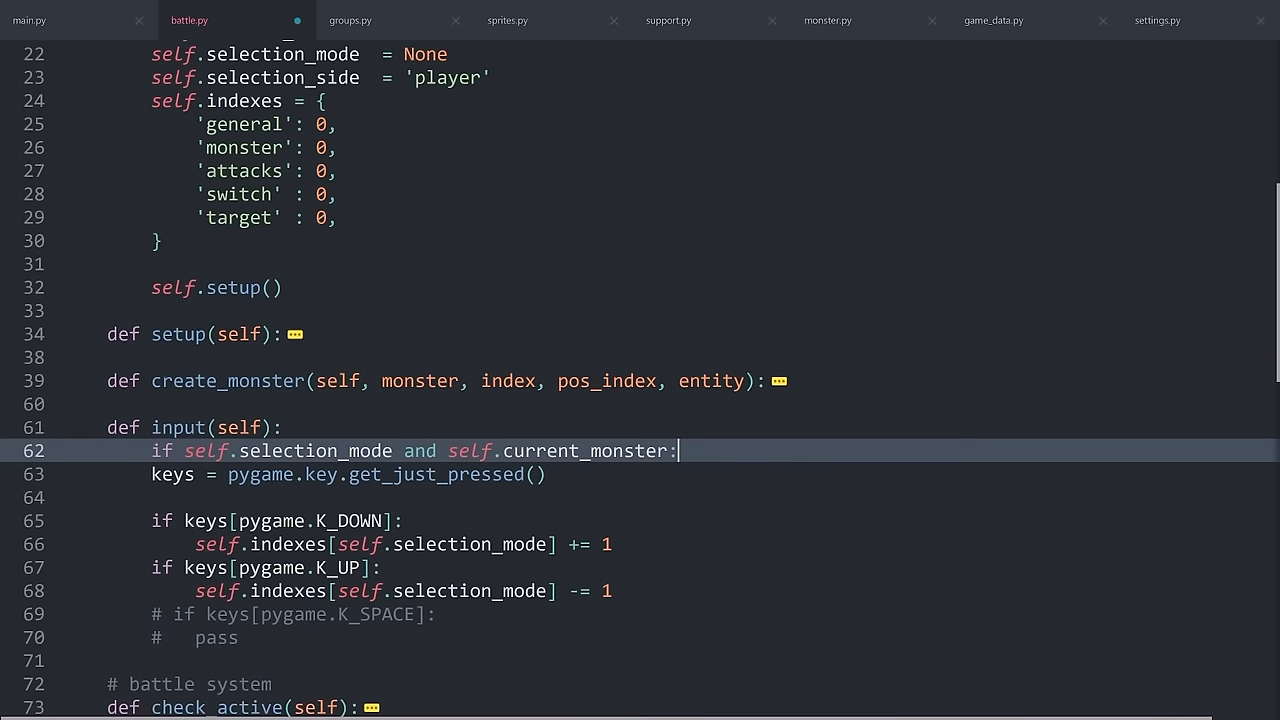 main.py battle.py groups.py sprites.py support.py monster.py game_data.py settings.py
22 self.selection_mode = None
23 self.selection_side = 'player'
24 self.indexes = {
25 'general': 0,
26 'monster': 0,
27 'attacks': 0,
28 'switch' : 0,
29 'target' : 0,
30 }
31
32 self.setup()
33
34 def setup(self):
38
39 def create_monster(self, monster, index, pos_index, entity):
60
61 def input(self):
62 if self.selection_mode and self.current_monster:
63 keys = pygame.key.get_just_pressed()
64
65 if keys[pygame.K_DOWN]:
66 self.indexes[self.selection_mode] += 1
67 if keys[pygame.K_UP]:
68 self.indexes[self.selection_mode] -= 1
69 # if keys[pygame.K_SPACE]:
70 # pass
71
72 # battle system
73 def check_active(self):